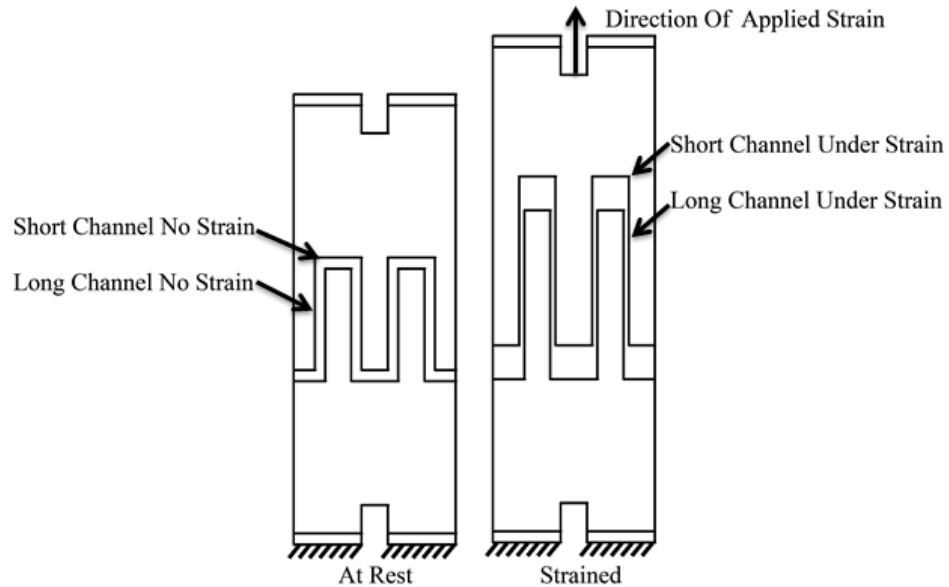 Direction Of Applied Strain
Short Channel Under Strain
Long Channel Under Strain
Short Channel No Strain
Long Channel No Strain
At Rest
Strained